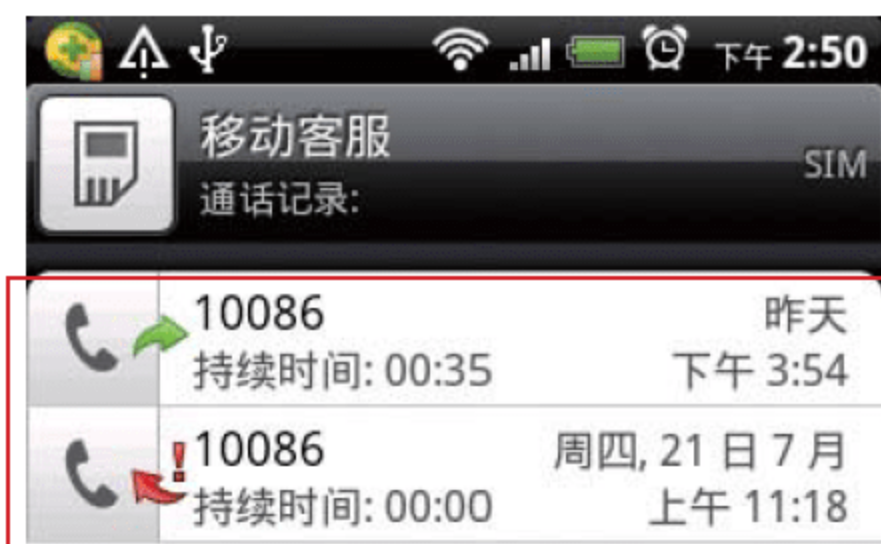 下午 2:50
移动客服
SIM
通话记录:
10086
昨天
持续时间: 00:35
下午 3:54
10086
周四, 21 日 7 月
持续时间: 00:00
上午 11:18